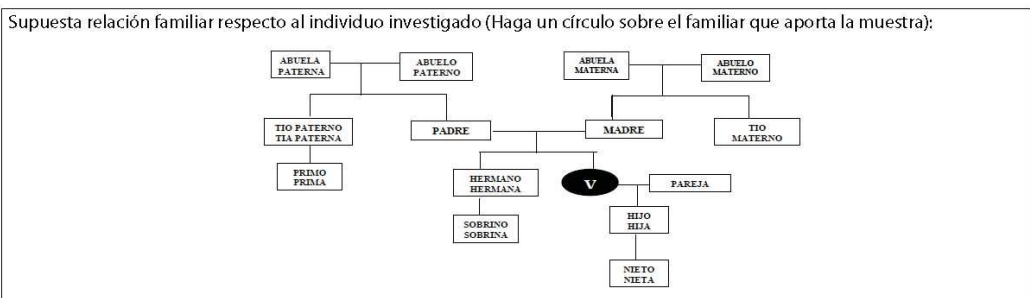 Supuesta relación familiar respecto al individuo investigado (Haga un círculo sobre el familiar que aporta la muestra):
ABUELA
PATERNA
ABUELO
PATERNO
ABUELA
MATERNA
ABUELO
MATERNO
TIO PATERNO
TIA PATERNA
PADRE
MADRE
TIO
MATERNO
PRIMO
PRIMA
HERMANO
HERMANA
V
PAREJA
SOBRINO
SOBRINA
HIJO
HIJA
NIETO
NIETA